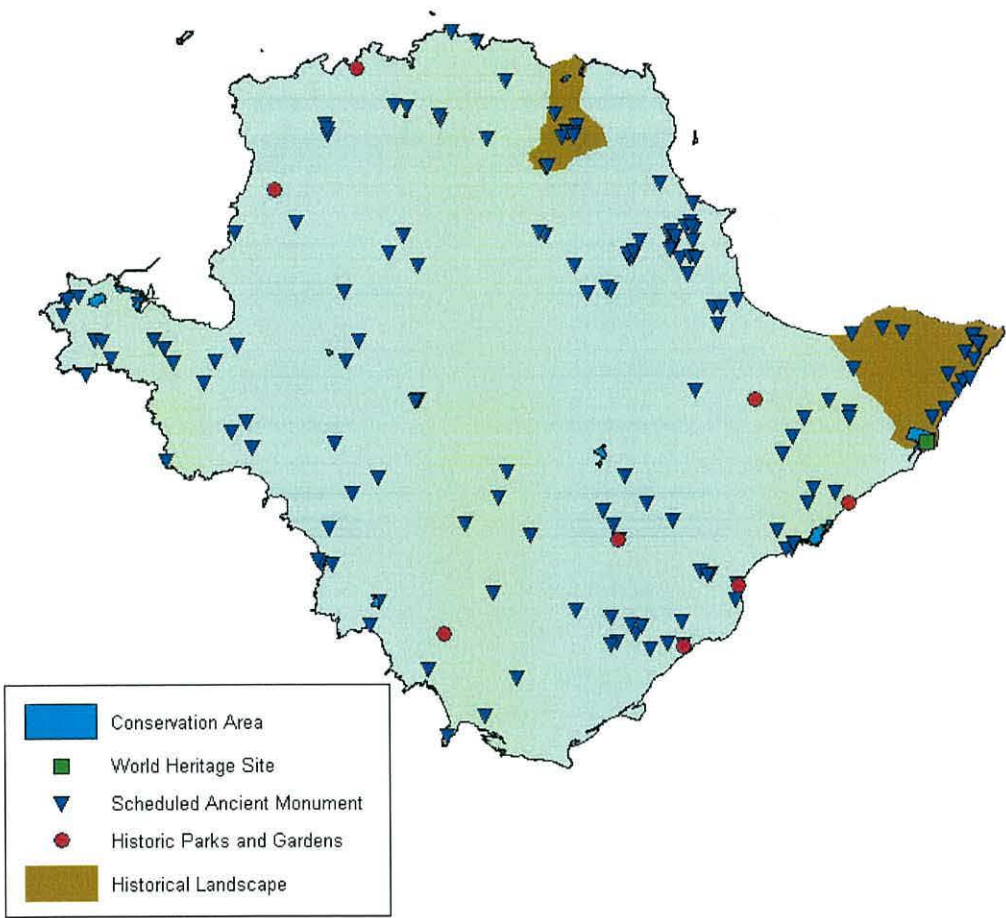 Conservation Area
World Heritage Site
Scheduled Ancient Monument
Historic Parks and Gardens
Historical Landscape